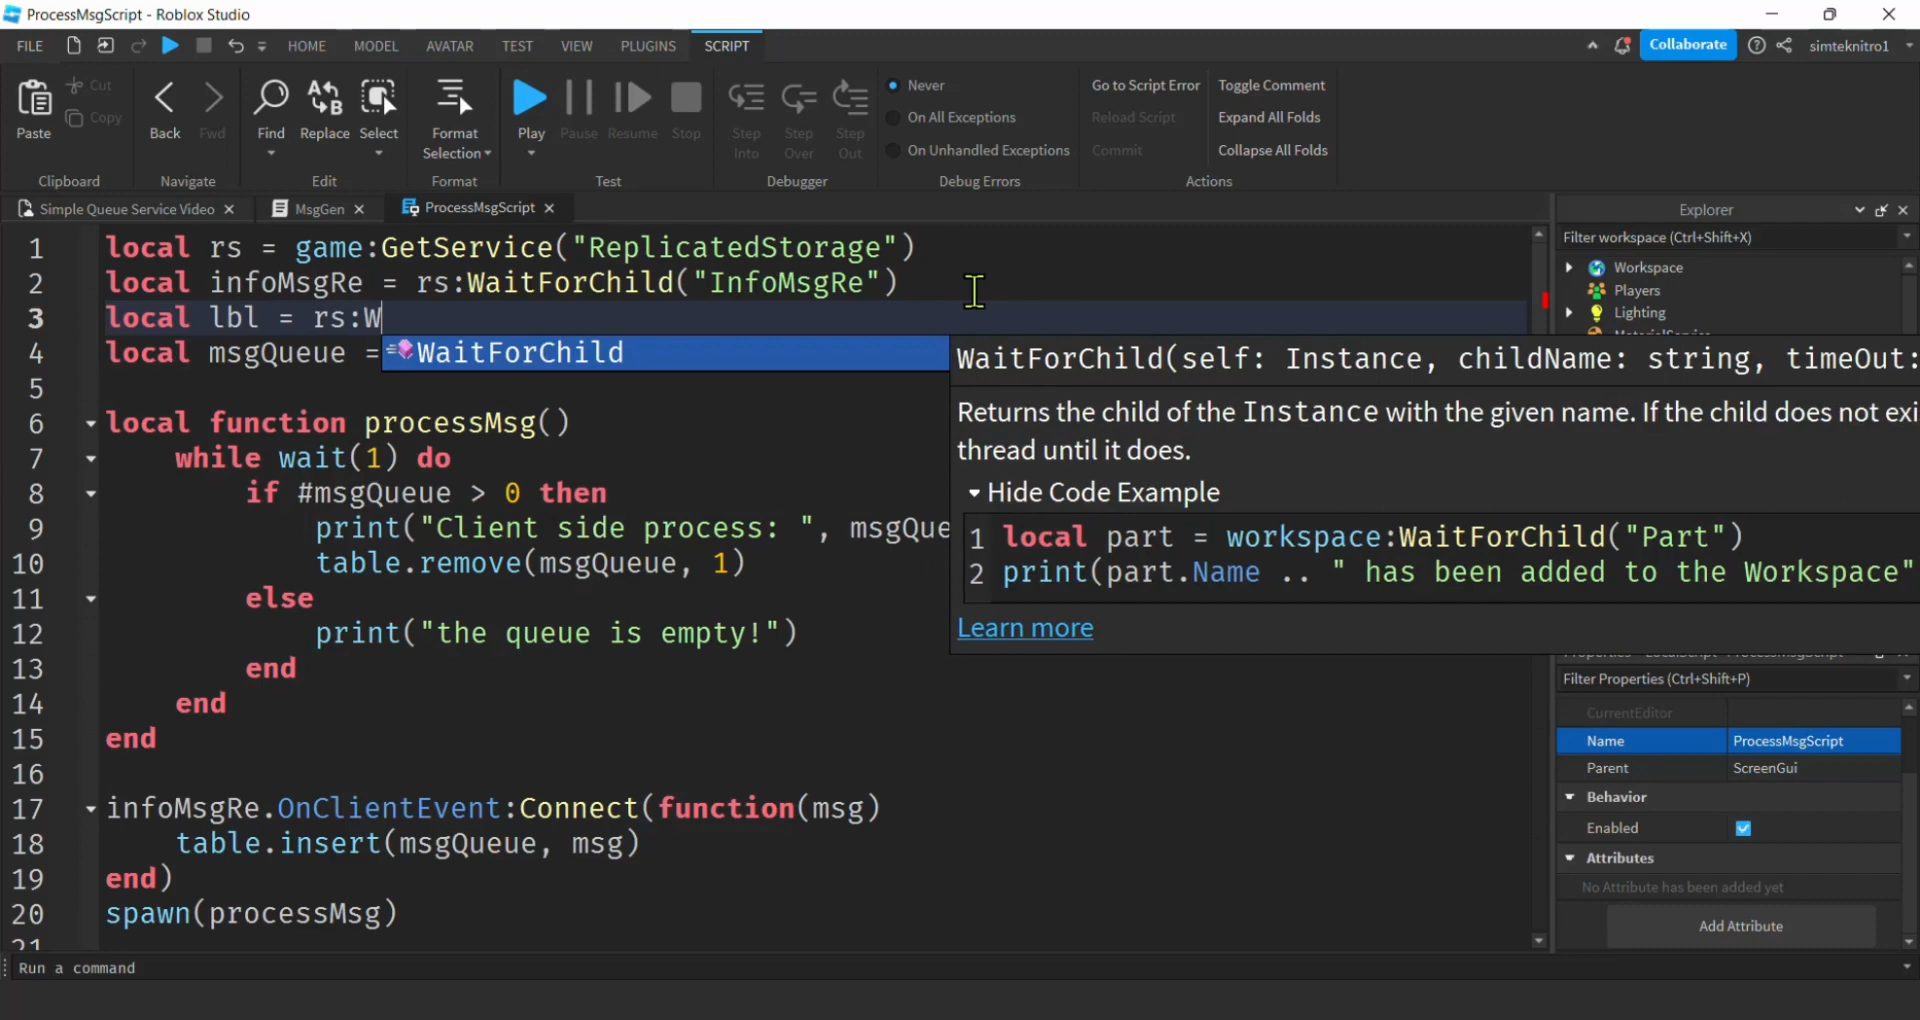 ProcessMsgScript - Roblox Studio
FILE HOME MODEL AVATAR TEST VIEW PLUGINS SCRIPT Collaborate simteknitro1
Paste Cut Copy
Clipboard
Back Fwd
Navigate
Find Replace Select
Edit
Format Selection
Format
Play Pause Resume Stop
Test
Step Into Step Over Step Out
Debugger
Never
On All Exceptions
On Unhandled Exceptions
Debug Errors
Go to Script Error Toggle Comment
Reload Script Expand All Folds
Commit Collapse All Folds
Actions
Simple Queue Service Video MsgGen ProcessMsgScript
1 local rs = game:GetService("ReplicatedStorage")
2 local infoMsgRe = rs:WaitForChild("InfoMsgRe")
3 local lbl = rs:W
4 local msgQueue =
5
6 local function processMsg()
7 while wait(1) do
8 if #msgQueue > 0 then
9 print("Client side process: ", msgQue
10 table.remove(msgQueue, 1)
11 else
12 print("the queue is empty!")
13 end
14 end
15 end
16
17 infoMsgRe.OnClientEvent:Connect(function(msg)
18 table.insert(msgQueue, msg)
19 end)
20 spawn(processMsg)
21
WaitForChild
WaitForChild(self: Instance, childName: string, timeOut:
Returns the child of the Instance with the given name. If the child does not exi
thread until it does.
Hide Code Example
1 local part = workspace:WaitForChild("Part")
2 print(part.Name .. " has been added to the Workspace"
Learn more
Explorer
Filter workspace (Ctrl+Shift+X)
Workspace
Players
Lighting
Filter Properties (Ctrl+Shift+P)
CurrentEditor
Name ProcessMsgScript
Parent ScreenGui
Behavior
Enabled
Attributes
No Attribute has been added yet
Add Attribute
Run a command